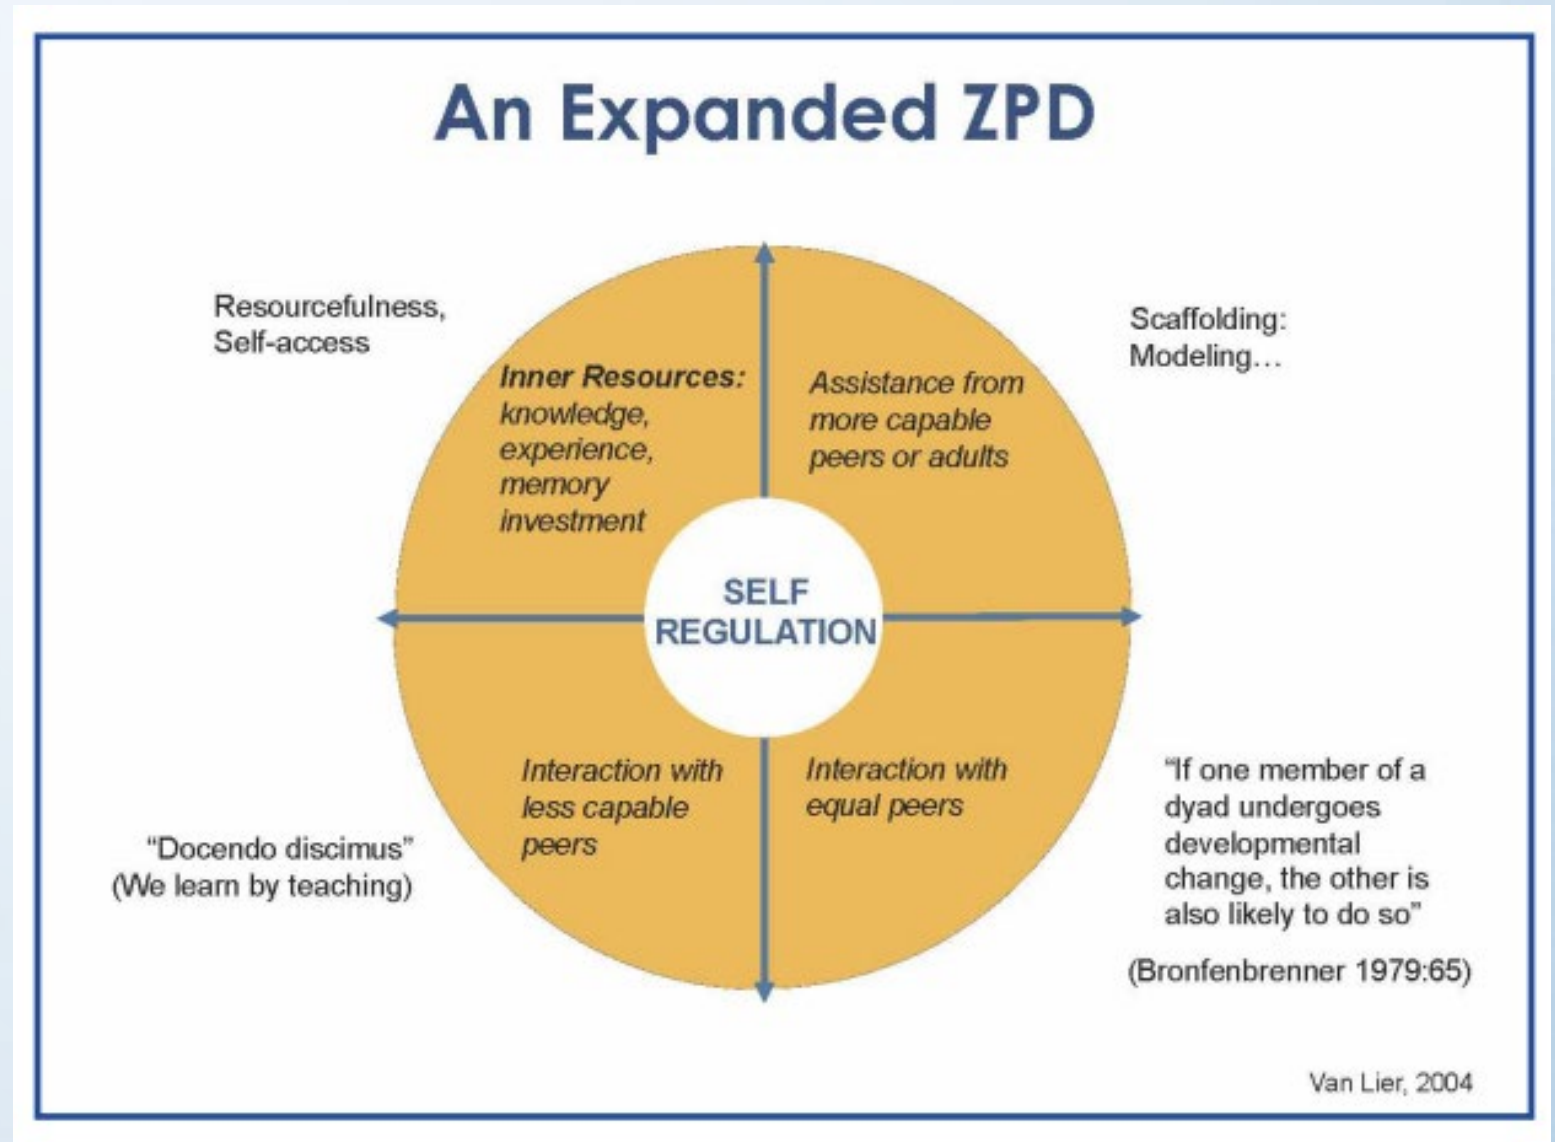 An Expanded ZPD
Resourcefulness,
Self-access
Inner Resources:
knowledge,
experience,
memory
investment
Assistance from
more capable
peers or adults
Scaffolding:
Modeling…
SELF
REGULATION
Interaction with
less capable
peers
Interaction with
equal peers
“Docendo discimus”
(We learn by teaching)
“If one member of a
dyad undergoes
developmental
change, the other is
also likely to do so”
(Bronfenbrenner 1979:65)
Van Lier, 2004